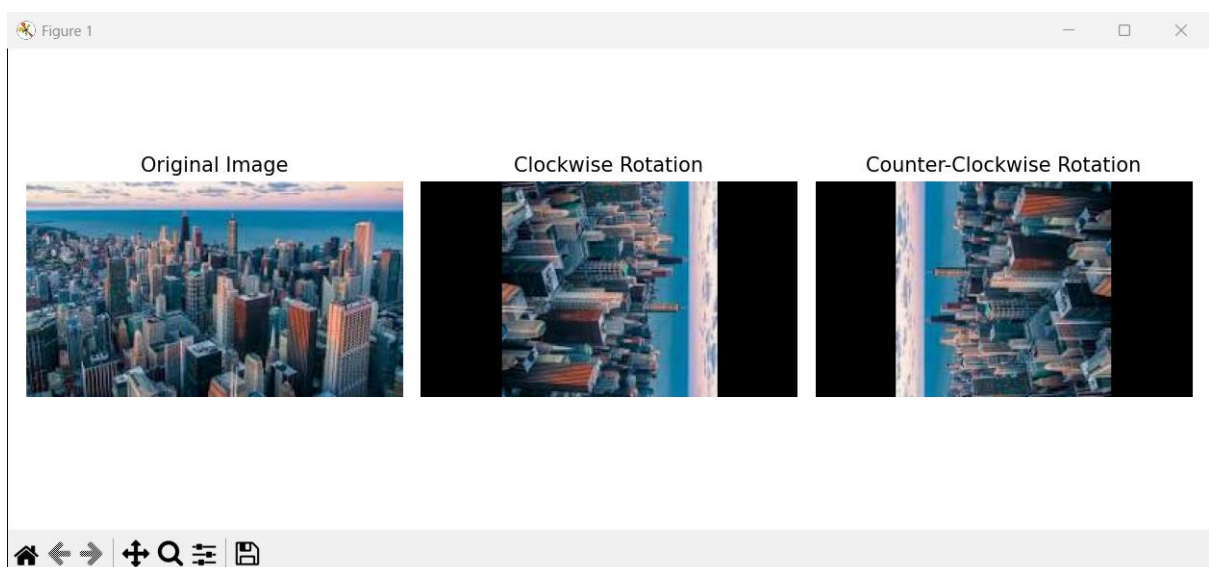 Figure 1
Original Image
Clockwise Rotation
Counter-Clockwise Rotation